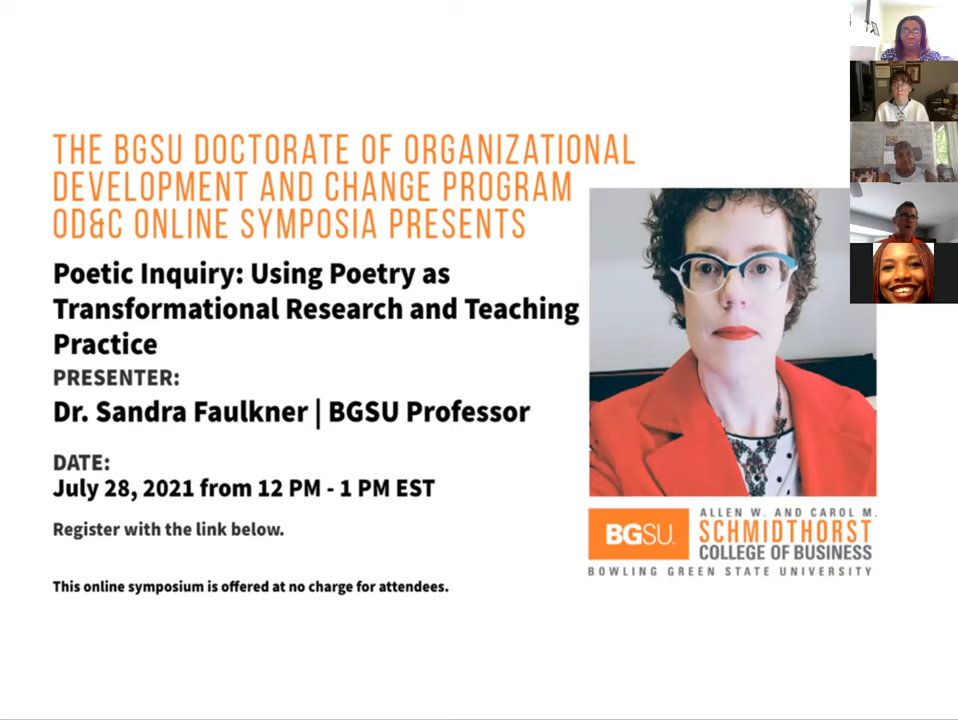 THE BGSU DOCTORATE OF ORGANIZATIONAL
DEVELOPMENT AND CHANGE PROGRAM
OD&C ONLINE SYMPOSIA PRESENTS
Poetic Inquiry: Using Poetry as
Transformational Research and Teaching
Practice
PRESENTER:
Dr. Sandra Faulkner | BGSU Professor
DATE:
July 28, 2021 from 12 PM - 1 PM EST
Register with the link below.
This online symposium is offered at no charge for attendees.
BGSU.
ALLEN W. AND CAROL M.
SCHMIDTHORST
COLLEGE OF BUSINESS
BOWLING GREEN STATE UNIVERSITY